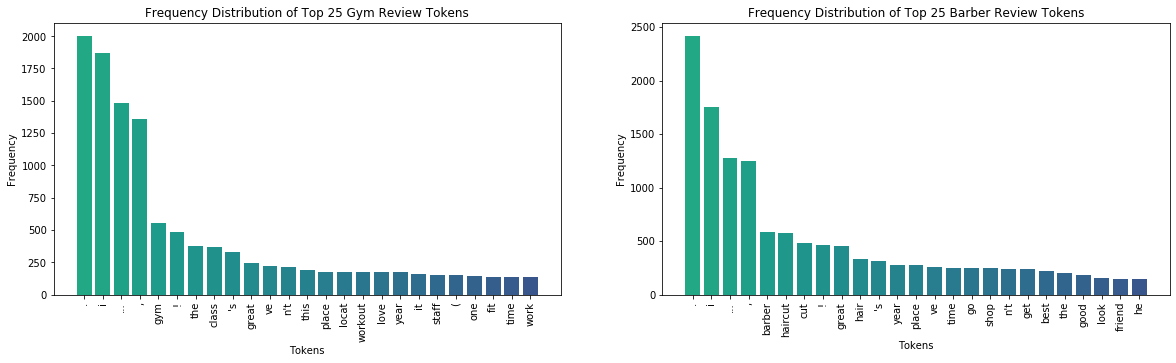 Frequency Distribution of Top 25 Gym Review Tokens
2000
1750
1500
1250
1000
750
500
250
0
Frequency
. i ... , gym ! the class 's great ve n't this place locat workout love year it staff ( one fit time work
Tokens
Frequency Distribution of Top 25 Barber Review Tokens
2500
2000
1500
1000
500
0
Frequency
. i ... , barber haircut cut ! great hair 's year place ve time go shop n't get best the good look friend he
Tokens